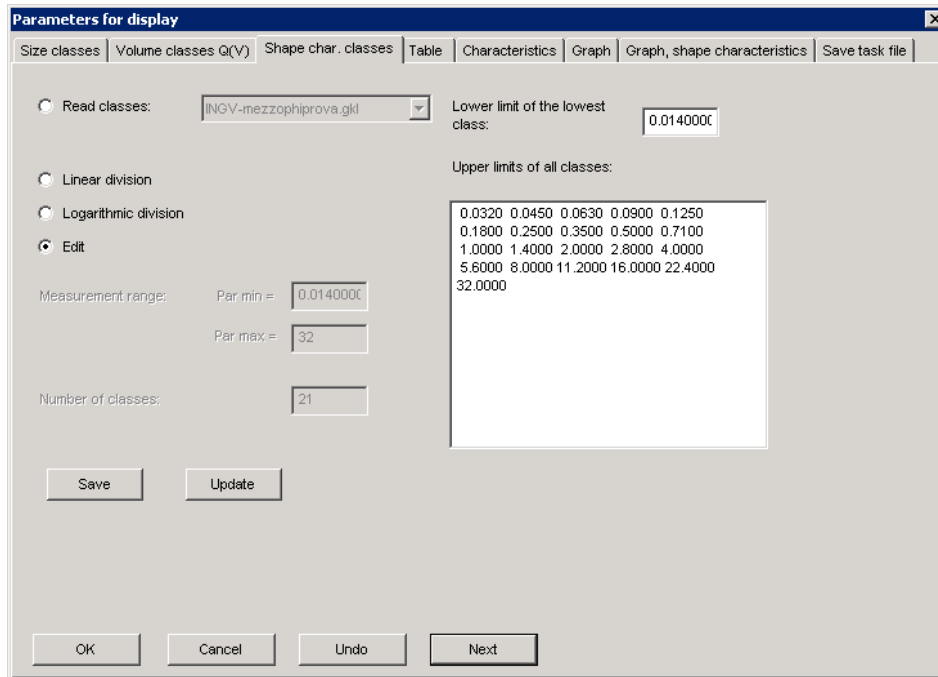 Parameters for display
Size classes Volume classes Q(V) Shape char. classes Table Characteristics Graph Graph, shape characteristics Save task file
Read classes: INGV-mezzophiprova.gkl
Lower limit of the lowest
class: 0.014000
Linear division
Logarithmic division
Edit
Measurement range: Par min = 0.014000
Par max = 32
Number of classes: 21
Save Update
Upper limits of all classes:
0.0320 0.0450 0.0630 0.0900 0.1250
0.1800 0.2500 0.3500 0.5000 0.7100
1.0000 1.4000 2.0000 2.8000 4.0000
5.6000 8.0000 11.2000 16.0000 22.4000
32.0000
OK Cancel Undo Next